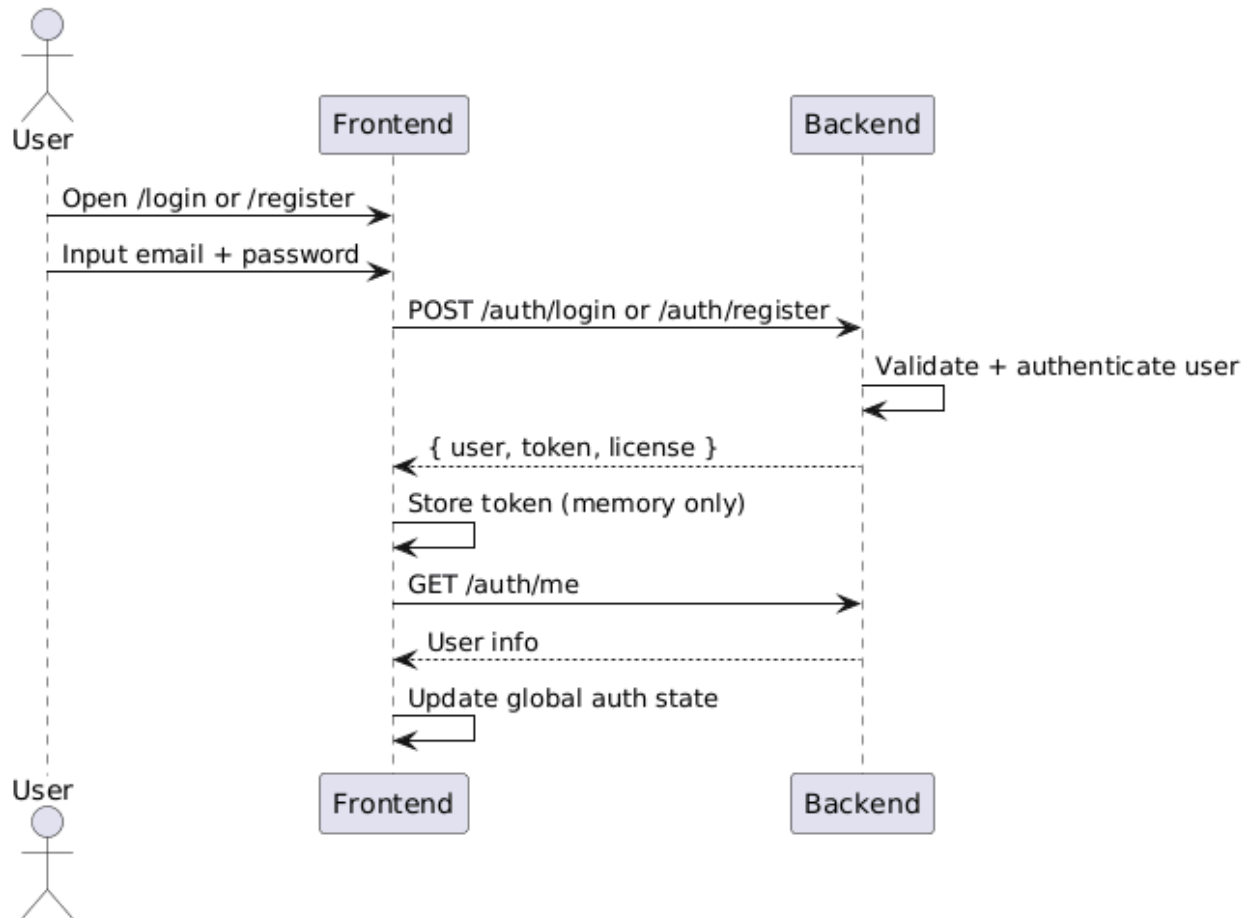 User
Frontend
Backend
Open /login or /register
Input email + password
POST /auth/login or /auth/register
Validate + authenticate user
{ user, token, license }
Store token (memory only)
GET /auth/me
User info
Update global auth state
User
Frontend
Backend